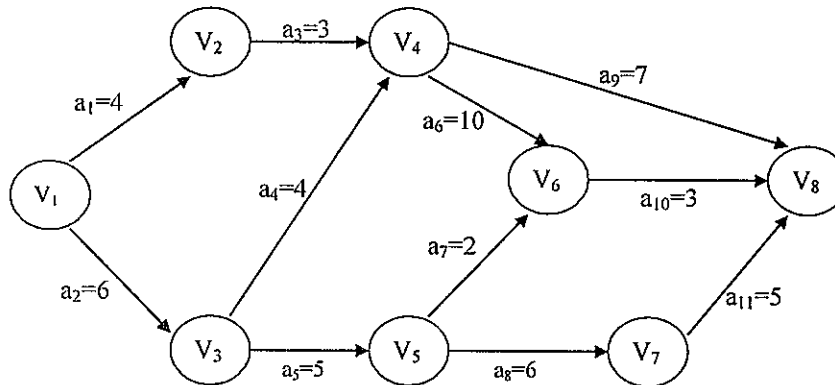 V₂
a₃=3
V₄
a₁=4
a₉=7
a₆=10
V₁
a₄=4
V₆
a₁₀=3
V₈
a₇=2
a₂=6
a₁₁=5
V₃
a₅=5
V₅
a₈=6
V₇